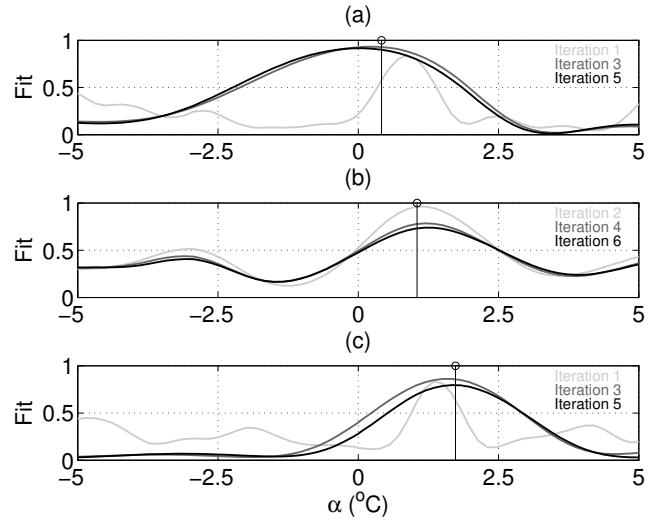 (a)
Fit
1
0.5
0
Iteration 1
Iteration 3
Iteration 5
−5 −2.5 0 2.5 5
(b)
Fit
1
0.5
0
Iteration 2
Iteration 4
Iteration 6
−5 −2.5 0 2.5 5
(c)
Fit
1
0.5
0
Iteration 1
Iteration 3
Iteration 5
−5 −2.5 0 2.5 5
α (°C)